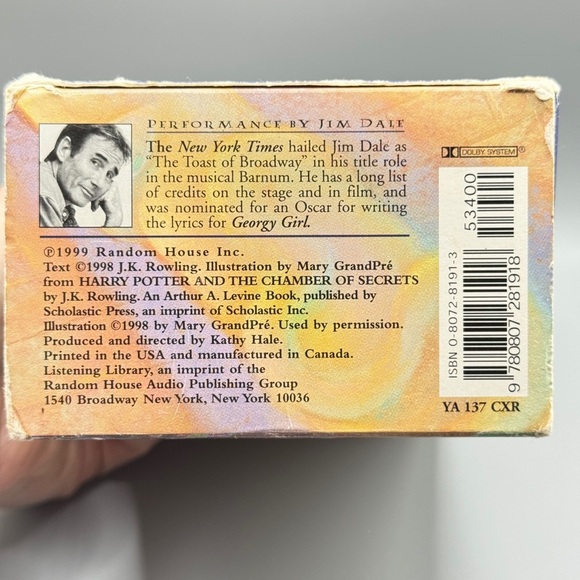 PERFORMANCE BY JIM DALE
The New York Times hailed Jim Dale as
"The Toast of Broadway" in his title role
in the musical Barnum. He has a long list
of credits on the stage and in film, and
was nominated for an Oscar for writing
the lyrics for Georgy Girl.
℗1999 Random House Inc.
Text ©1998 J.K. Rowling. Illustration by Mary GrandPré
from HARRY POTTER AND THE CHAMBER OF SECRETS
by J.K. Rowling. An Arthur A. Levine Book, published by
Scholastic Press, an imprint of Scholastic Inc.
Illustration ©1998 by Mary GrandPré. Used by permission.
Produced and directed by Kathy Hale.
Printed in the USA and manufactured in Canada.
Listening Library, an imprint of the
Random House Audio Publishing Group
1540 Broadway New York, New York 10036
DOLBY SYSTEM®
53400
ISBN 0-8072-8191-3
9 780807 281918
YA 137 CXR